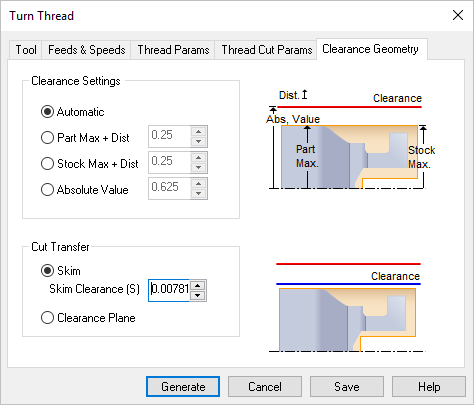 Turn Thread
Tool Feeds & Speeds Thread Params Thread Cut Params Clearance Geometry
Clearance Settings
Automatic
Part Max + Dist 0.25
Stock Max + Dist 0.25
Absolute Value 0.625
Dist.
Clearance
Abs, Value
Part
Max.
Stock
Max.
Cut Transfer
Skim
Skim Clearance (S) 0.00781
Clearance Plane
Clearance
Generate Cancel Save Help